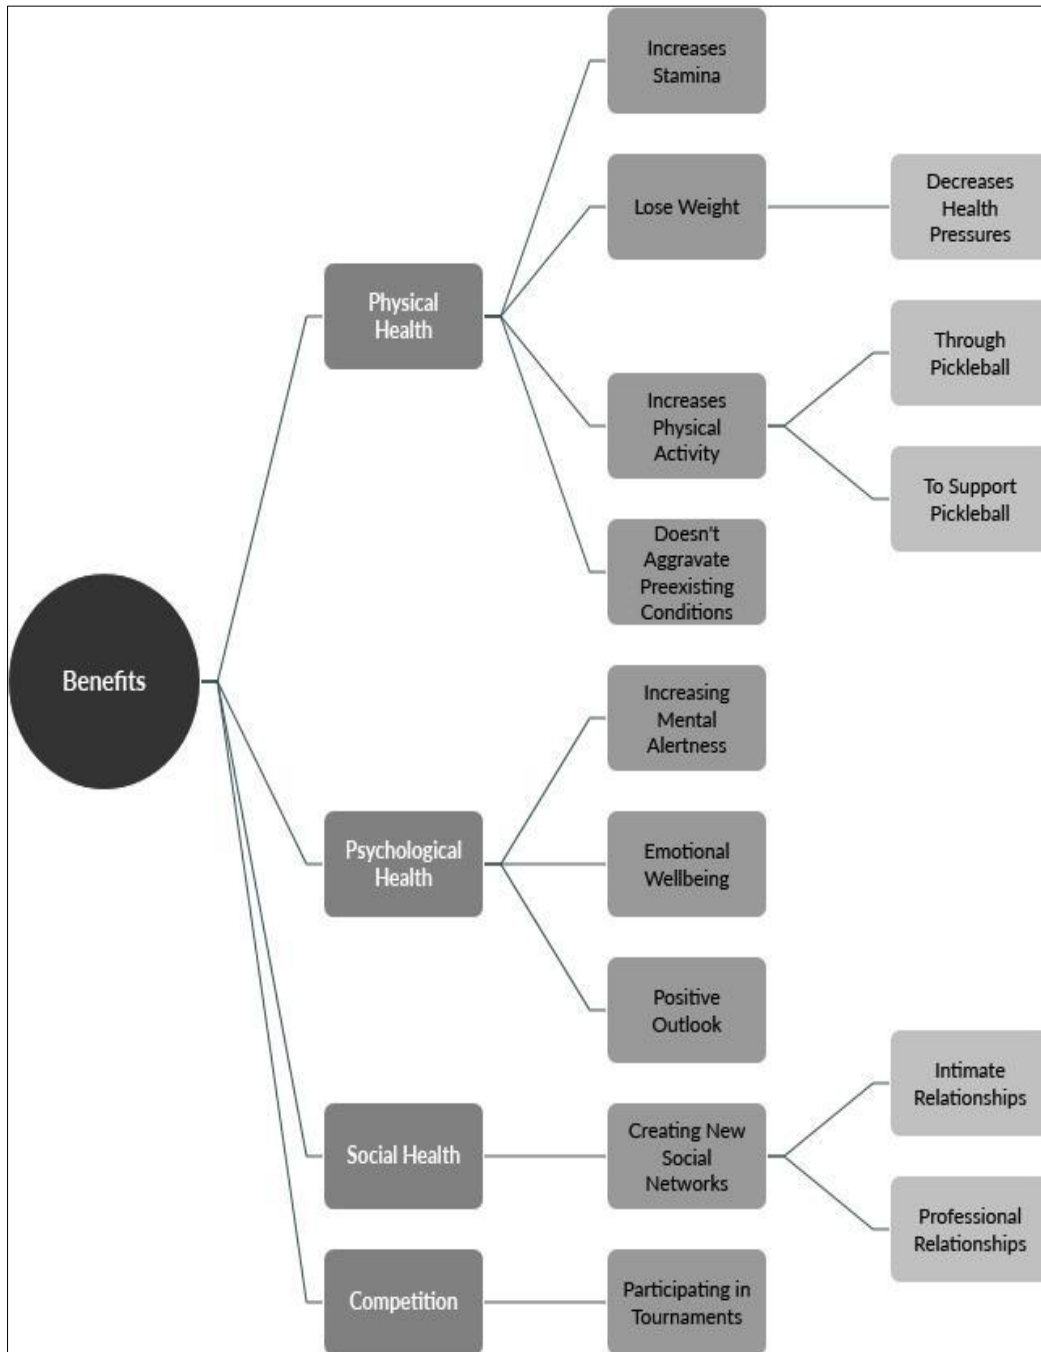 Increases
Stamina
Lose Weight
Decreases
Health
Pressures
Physical
Health
Through
Pickleball
Increases
Physical
Activity
To Support
Pickleball
Doesn't
Aggravate
Preexisting
Conditions
Benefits
Increasing
Mental
Alertness
Psychological
Health
Emotional
Wellbeing
Positive
Outlook
Intimate
Relationships
Social Health
Creating New
Social
Networks
Professional
Relationships
Competition
Participating in
Tournaments